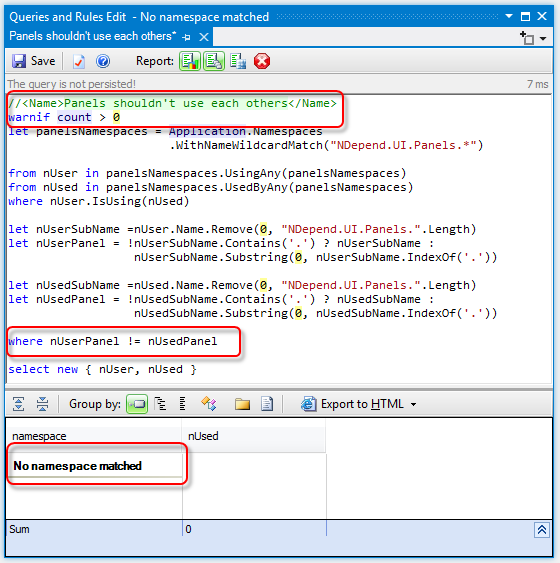 Queries and Rules Edit - No namespace matched
Panels shouldn't use each others*
Save Report:
The query is not persisted! 7 ms
//<Name>Panels shouldn't use each others</Name>
warnif count > 0
let panelsNamespaces = Application.Namespaces
.WithNameWildcardMatch("NDepend.UI.Panels.*")
from nUser in panelsNamespaces.UsingAny(panelsNamespaces)
from nUsed in panelsNamespaces.UsedByAny(panelsNamespaces)
where nUser.IsUsing(nUsed)
let nUserSubName =nUser.Name.Remove(0, "NDepend.UI.Panels.".Length)
let nUserPanel = !nUserSubName.Contains('.') ? nUserSubName :
nUserSubName.Substring(0, nUserSubName.IndexOf('.'))
let nUsedSubName =nUsed.Name.Remove(0, "NDepend.UI.Panels.".Length)
let nUsedPanel = !nUsedSubName.Contains('.') ? nUsedSubName :
nUsedSubName.Substring(0, nUsedSubName.IndexOf('.'))
where nUserPanel != nUsedPanel
select new { nUser, nUsed }
Group by: Export to HTML
namespace nUsed
No namespace matched
Sum 0